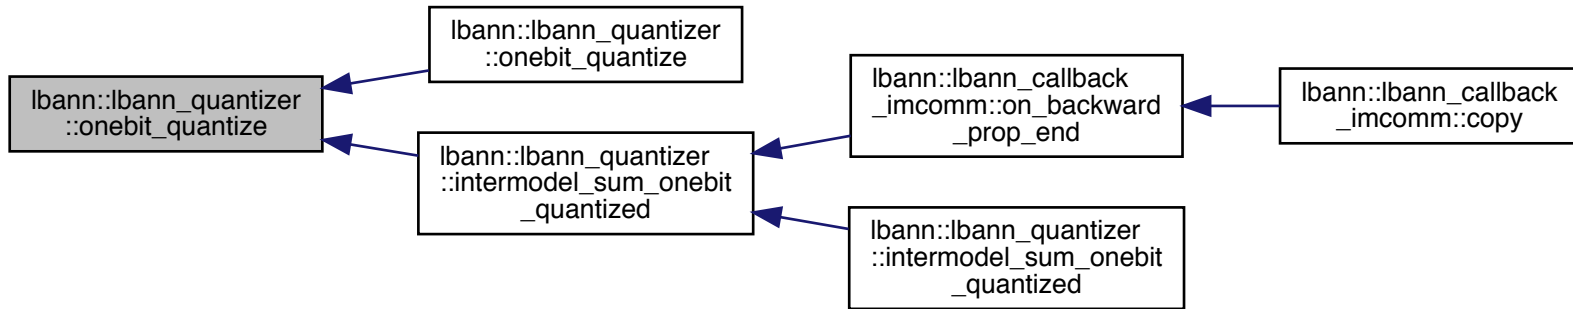 lbann::lbann_quantizer
::onebit_quantize
lbann::lbann_quantizer
::onebit_quantize
lbann::lbann_quantizer
::intermodel_sum_onebit
_quantized
lbann::lbann_callback
_imcomm::on_backward
_prop_end
lbann::lbann_quantizer
::intermodel_sum_onebit
_quantized
lbann::lbann_callback
_imcomm::copy